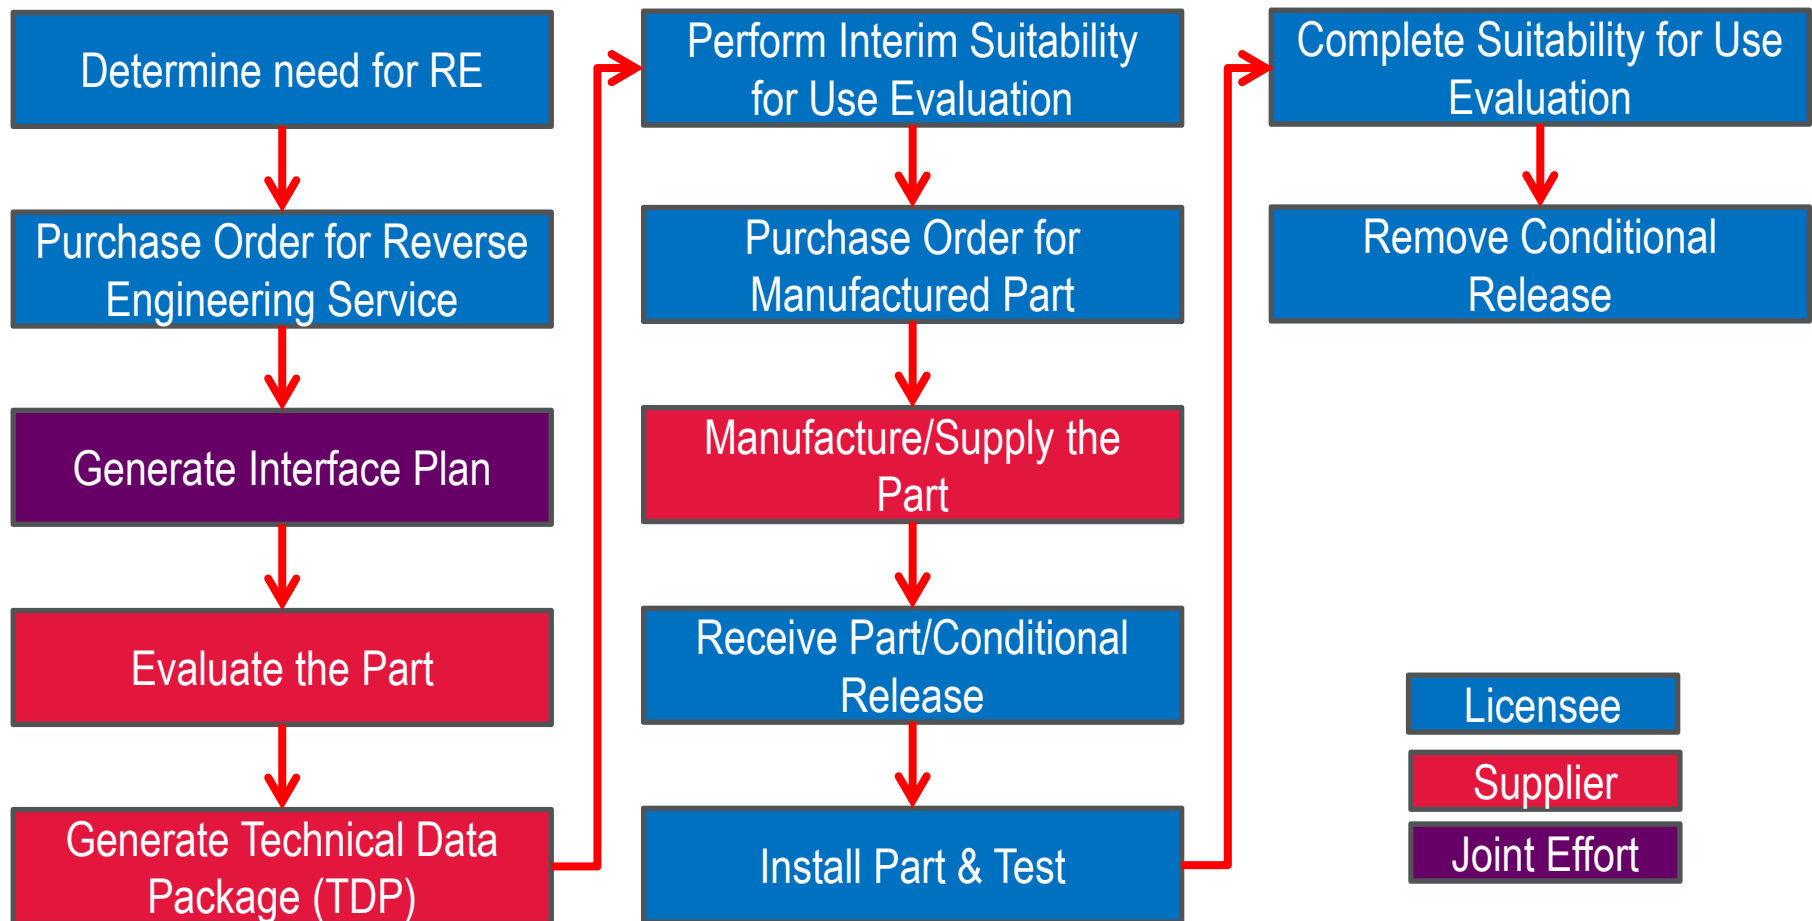 Determine need for RE
Purchase Order for Reverse
Engineering Service
Generate Interface Plan
Evaluate the Part
Generate Technical Data
Package (TDP)
Perform Interim Suitability
for Use Evaluation
Purchase Order for
Manufactured Part
Manufacture/Supply the
Part
Receive Part/Conditional
Release
Install Part & Test
Complete Suitability for Use
Evaluation
Remove Conditional
Release
Licensee
Supplier
Joint Effort